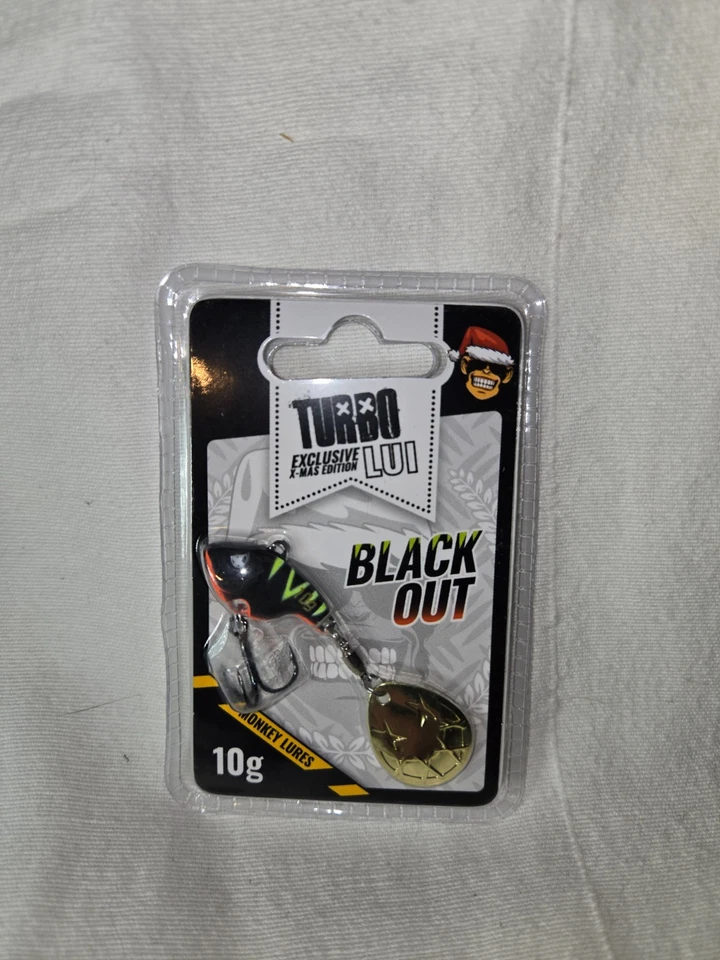 TURBO
EXCLUSIVE
X-MAS EDITION
LUI
BLACK
OUT
MONKEY LURES
10g